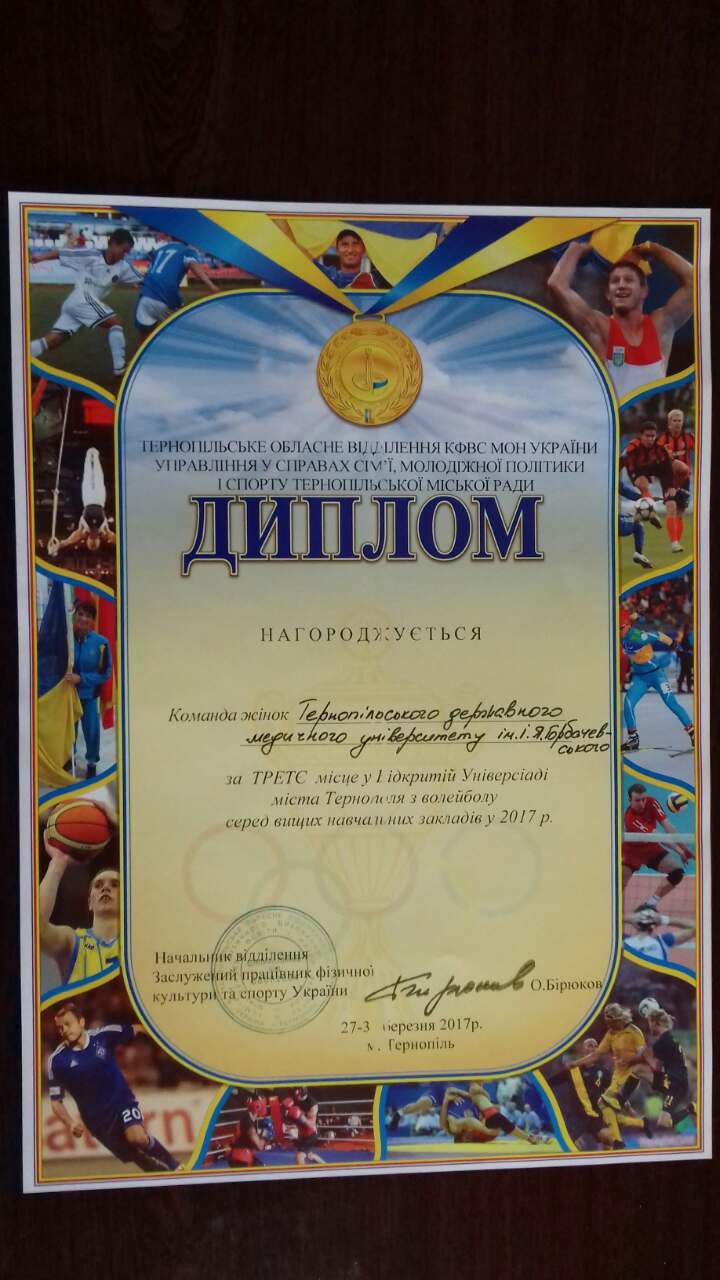 ТЕРНОПІЛЬСЬКЕ ОБЛАСНЕ ВІДДІЛЕННЯ КФВС МОН УКРАЇНИ
УПРАВЛІННЯ У СПРАВАХ СІМ'Ї, МОЛОДІЖНОЇ ПОЛІТИКИ
І СПОРТУ ТЕРНОПІЛЬСЬКОЇ МІСЬКОЇ РАДИ
ДИПЛОМ
НАГОРОДЖУЄТЬСЯ
Команда жінок Тернопільського державного
медичного університету ім.І.Я.Горбачев-
ського
за ТРЕТЄ місце у Відкритій Універсіаді
міста Тернополя з волейболу
серед вищих навчальних закладів у 2017 р.
Начальник відділення
Заслужений працівник фізичної
культури та спорту України
О.Бірюков
березня 2017р.
м. Тернопіль
17
20